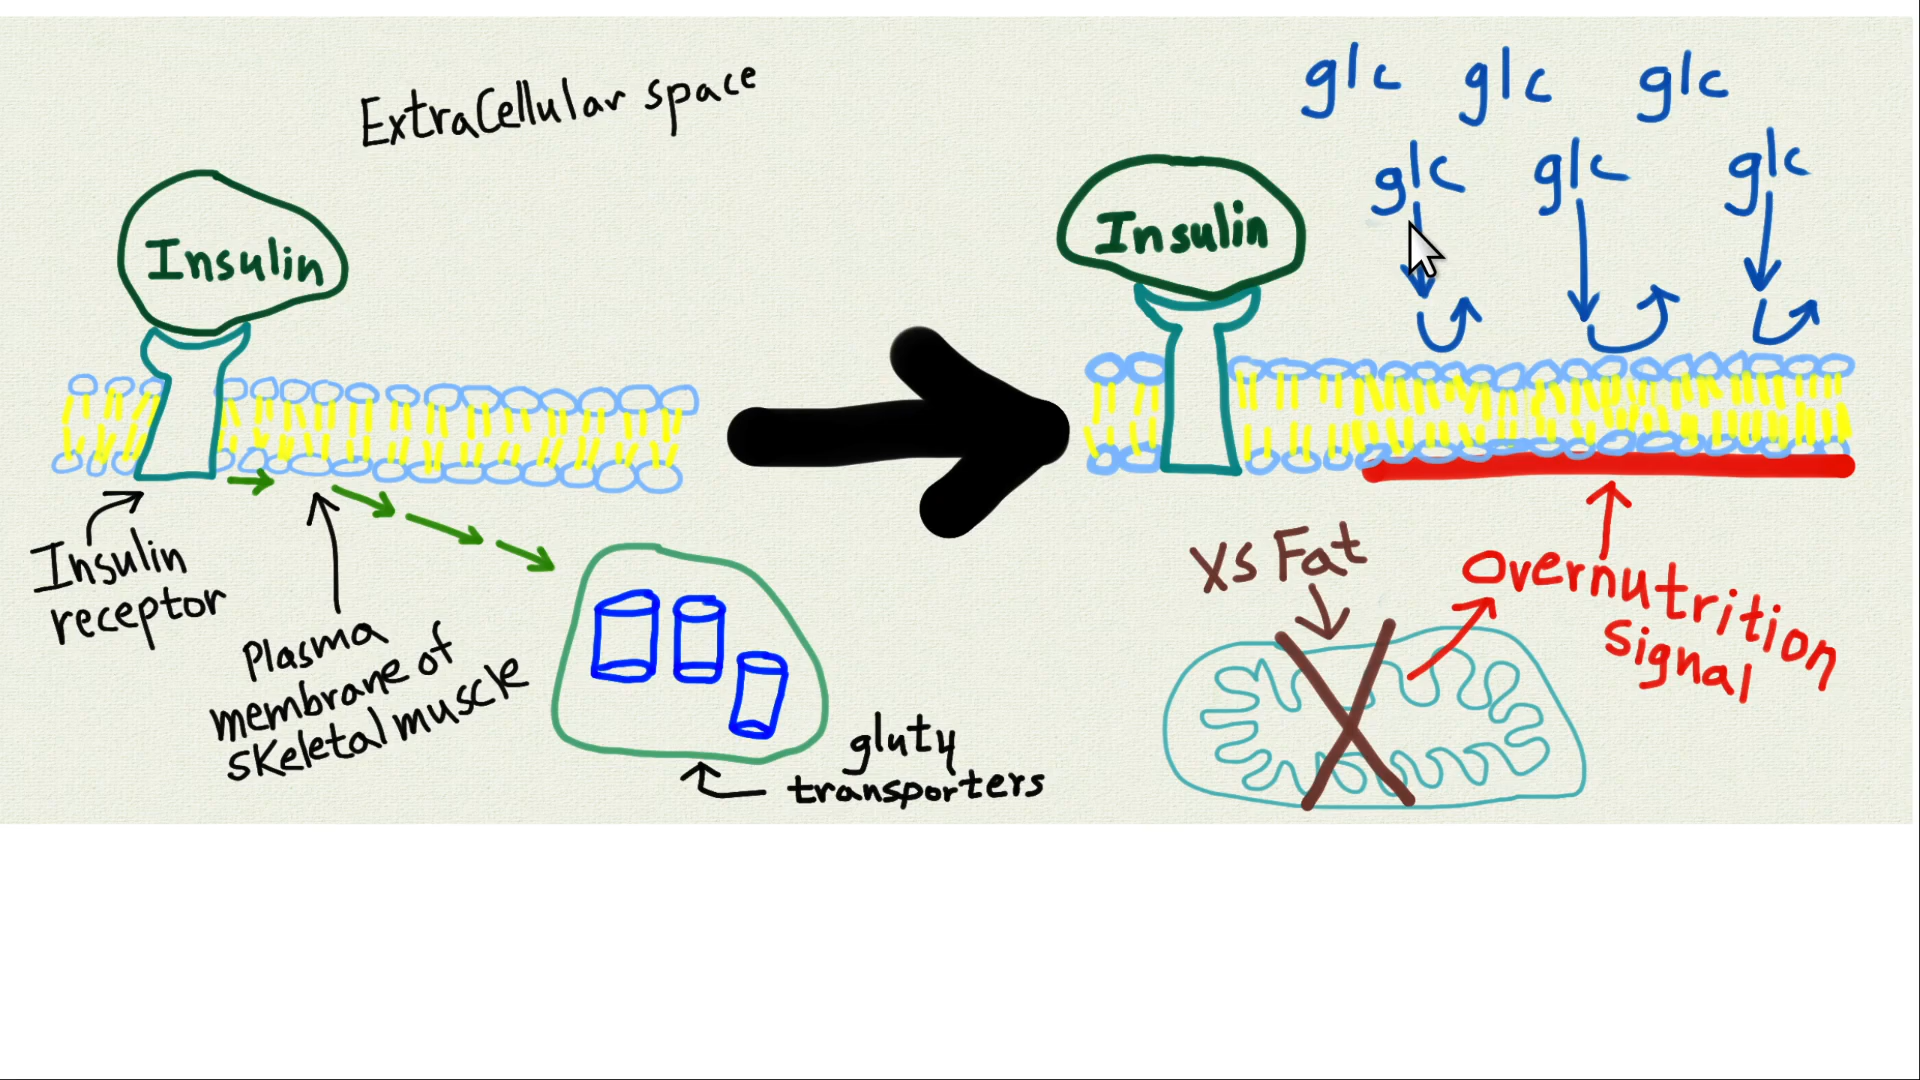 Extracellular space
Insulin
Insulin
receptor
Plasma
membrane of
skeletal muscle
glut4
transporters
glc glc glc
glc glc glc
Insulin
xs Fat
Overnutrition
signal